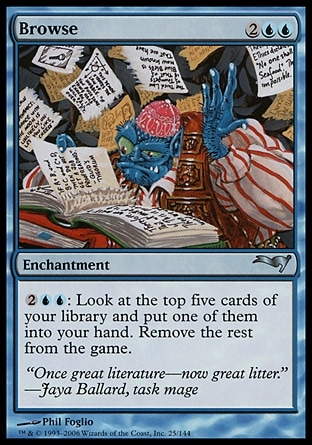 Browse 2
Enchantment
2 : Look at the top five cards of
your library and put one of them
into your hand. Remove the rest
from the game.
“Once great literature—now great litter.”
—Jaya Ballard, task mage
Phil Foglio
™ & © 1993–2006 Wizards of the Coast, Inc. 25/144